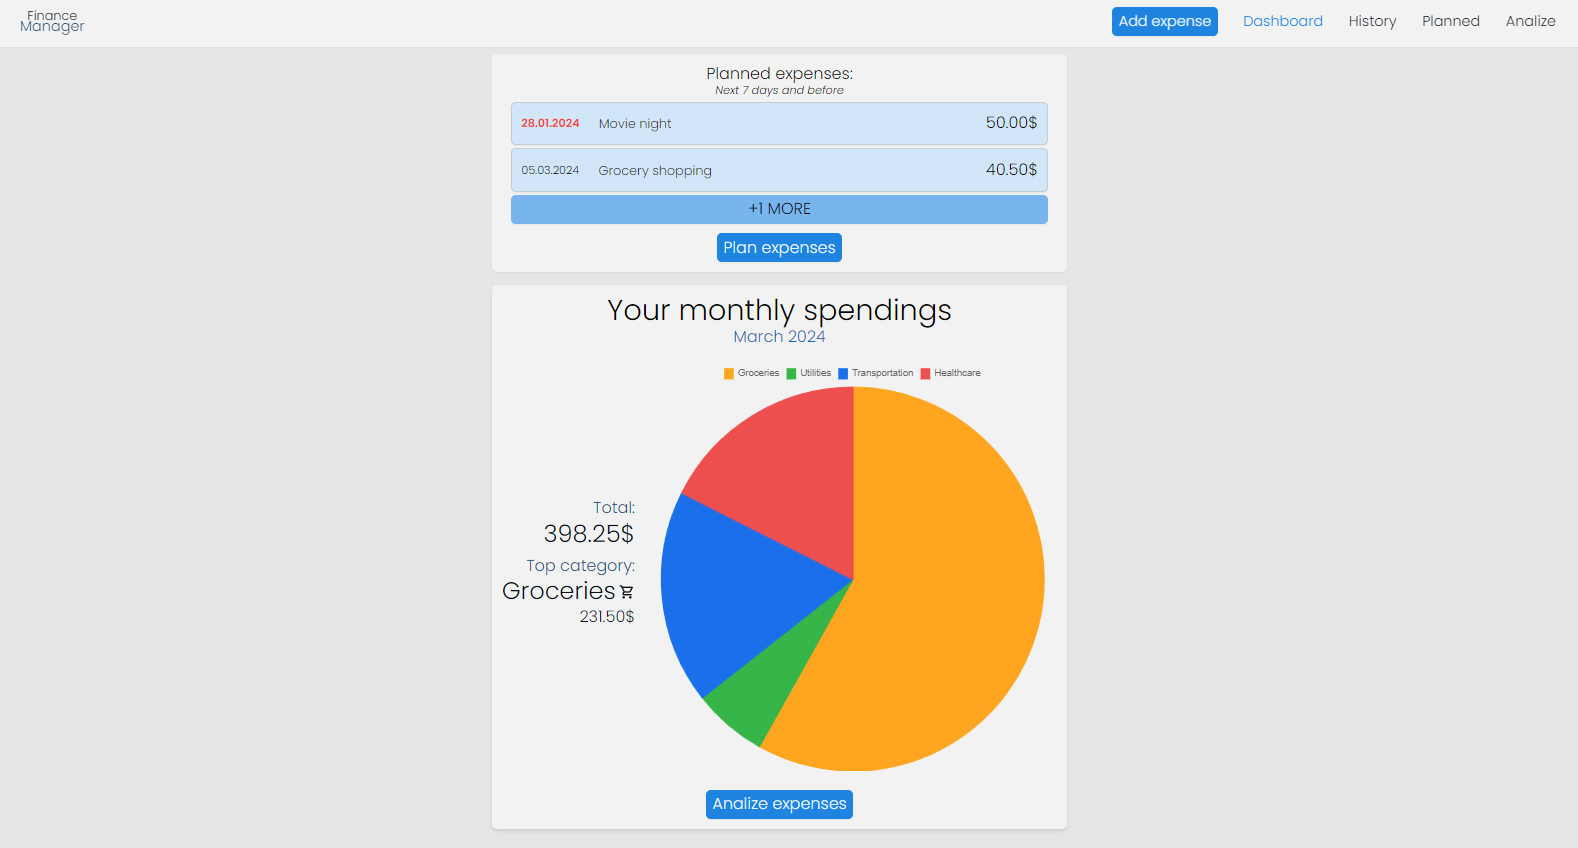 Finance
Manager
Add expense
Dashboard
History
Planned
Analize
Planned expenses:
Next 7 days and before
28.01.2024 Movie night 50.00$
05.03.2024 Grocery shopping 40.50$
+1 MORE
Plan expenses
Your monthly spendings
March 2024
Groceries Utilities Transportation Healthcare
Total:
398.25$
Top category:
Groceries
231.50$
Analize expenses